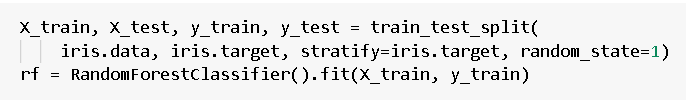 X_train, X_test, y_train, y_test = train_test_split(
    iris.data, iris.target, stratify=iris.target, random_state=1)
rf = RandomForestClassifier().fit(X_train, y_train)